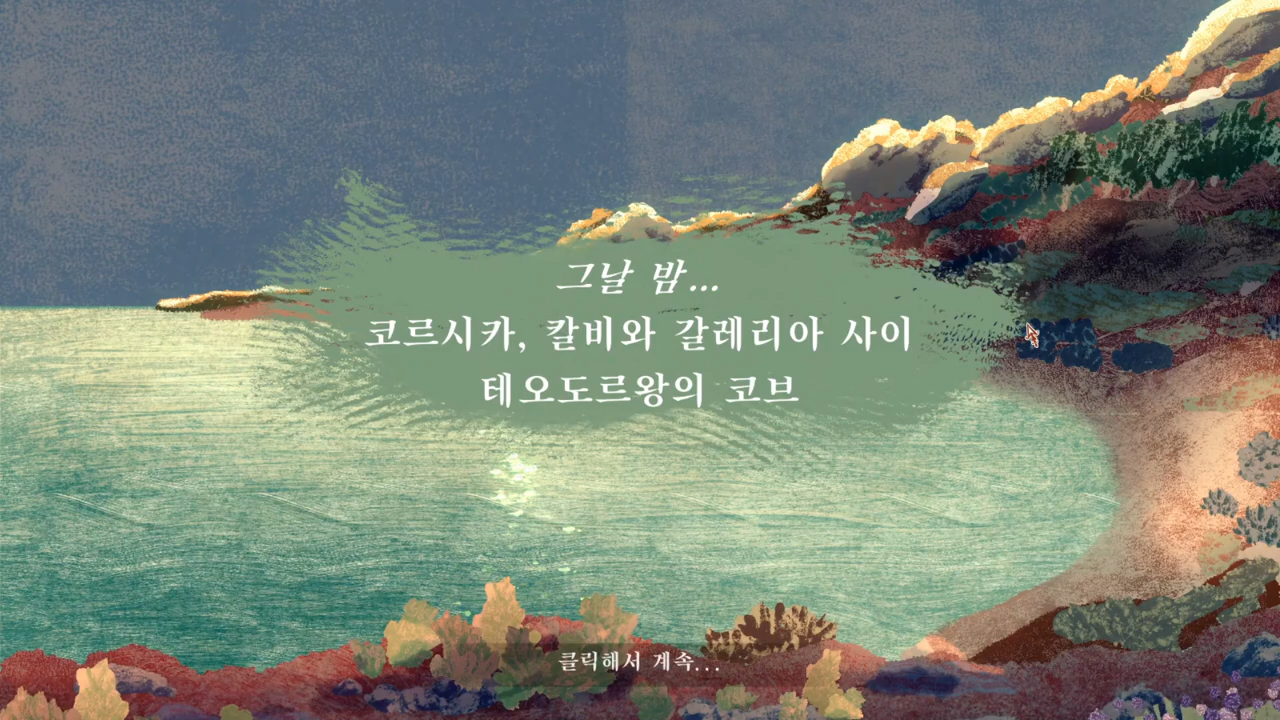 그날 밤...
코르시카, 칼비와 갈레리아 사이
테오도르왕의 코브
클릭해서 계속...